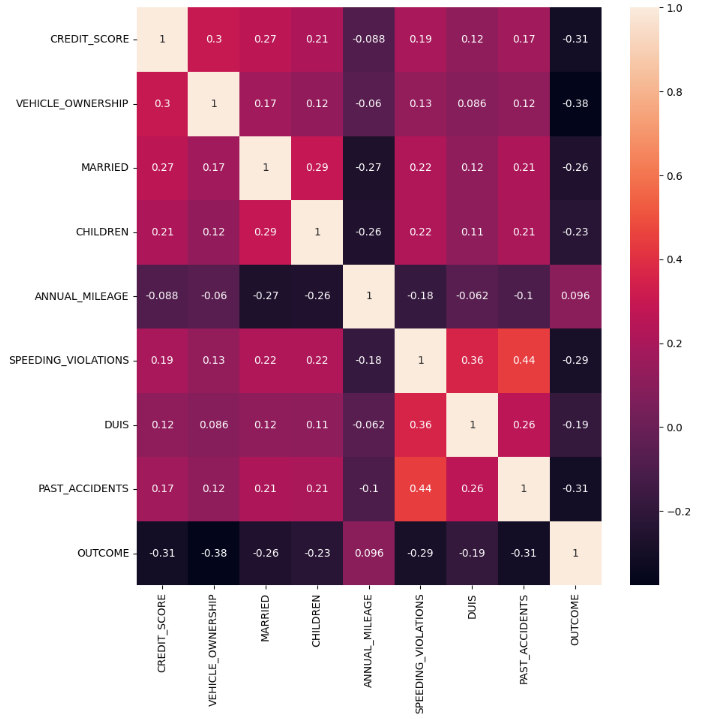 1.0
CREDIT_SCORE 1 0.3 0.27 0.21 -0.088 0.19 0.12 0.17 -0.31
VEHICLE_OWNERSHIP 0.3 1 0.17 0.12 -0.06 0.13 0.086 0.12 -0.38
0.8
MARRIED 0.27 0.17 1 0.29 -0.27 0.22 0.12 0.21 -0.26
0.6
CHILDREN 0.21 0.12 0.29 1 -0.26 0.22 0.11 0.21 -0.23
0.4
ANNUAL_MILEAGE -0.088 -0.06 -0.27 -0.26 1 -0.18 -0.062 -0.1 0.096
0.2
SPEEDING_VIOLATIONS 0.19 0.13 0.22 0.22 -0.18 1 0.36 0.44 -0.29
DUIS 0.12 0.086 0.12 0.11 -0.062 0.36 1 0.26 -0.19
0.0
PAST_ACCIDENTS 0.17 0.12 0.21 0.21 -0.1 0.44 0.26 1 -0.31
−0.2
OUTCOME -0.31 -0.38 -0.26 -0.23 0.096 -0.29 -0.19 -0.31 1
CREDIT_SCORE
VEHICLE_OWNERSHIP
MARRIED
CHILDREN
ANNUAL_MILEAGE
SPEEDING_VIOLATIONS
DUIS
PAST_ACCIDENTS
OUTCOME